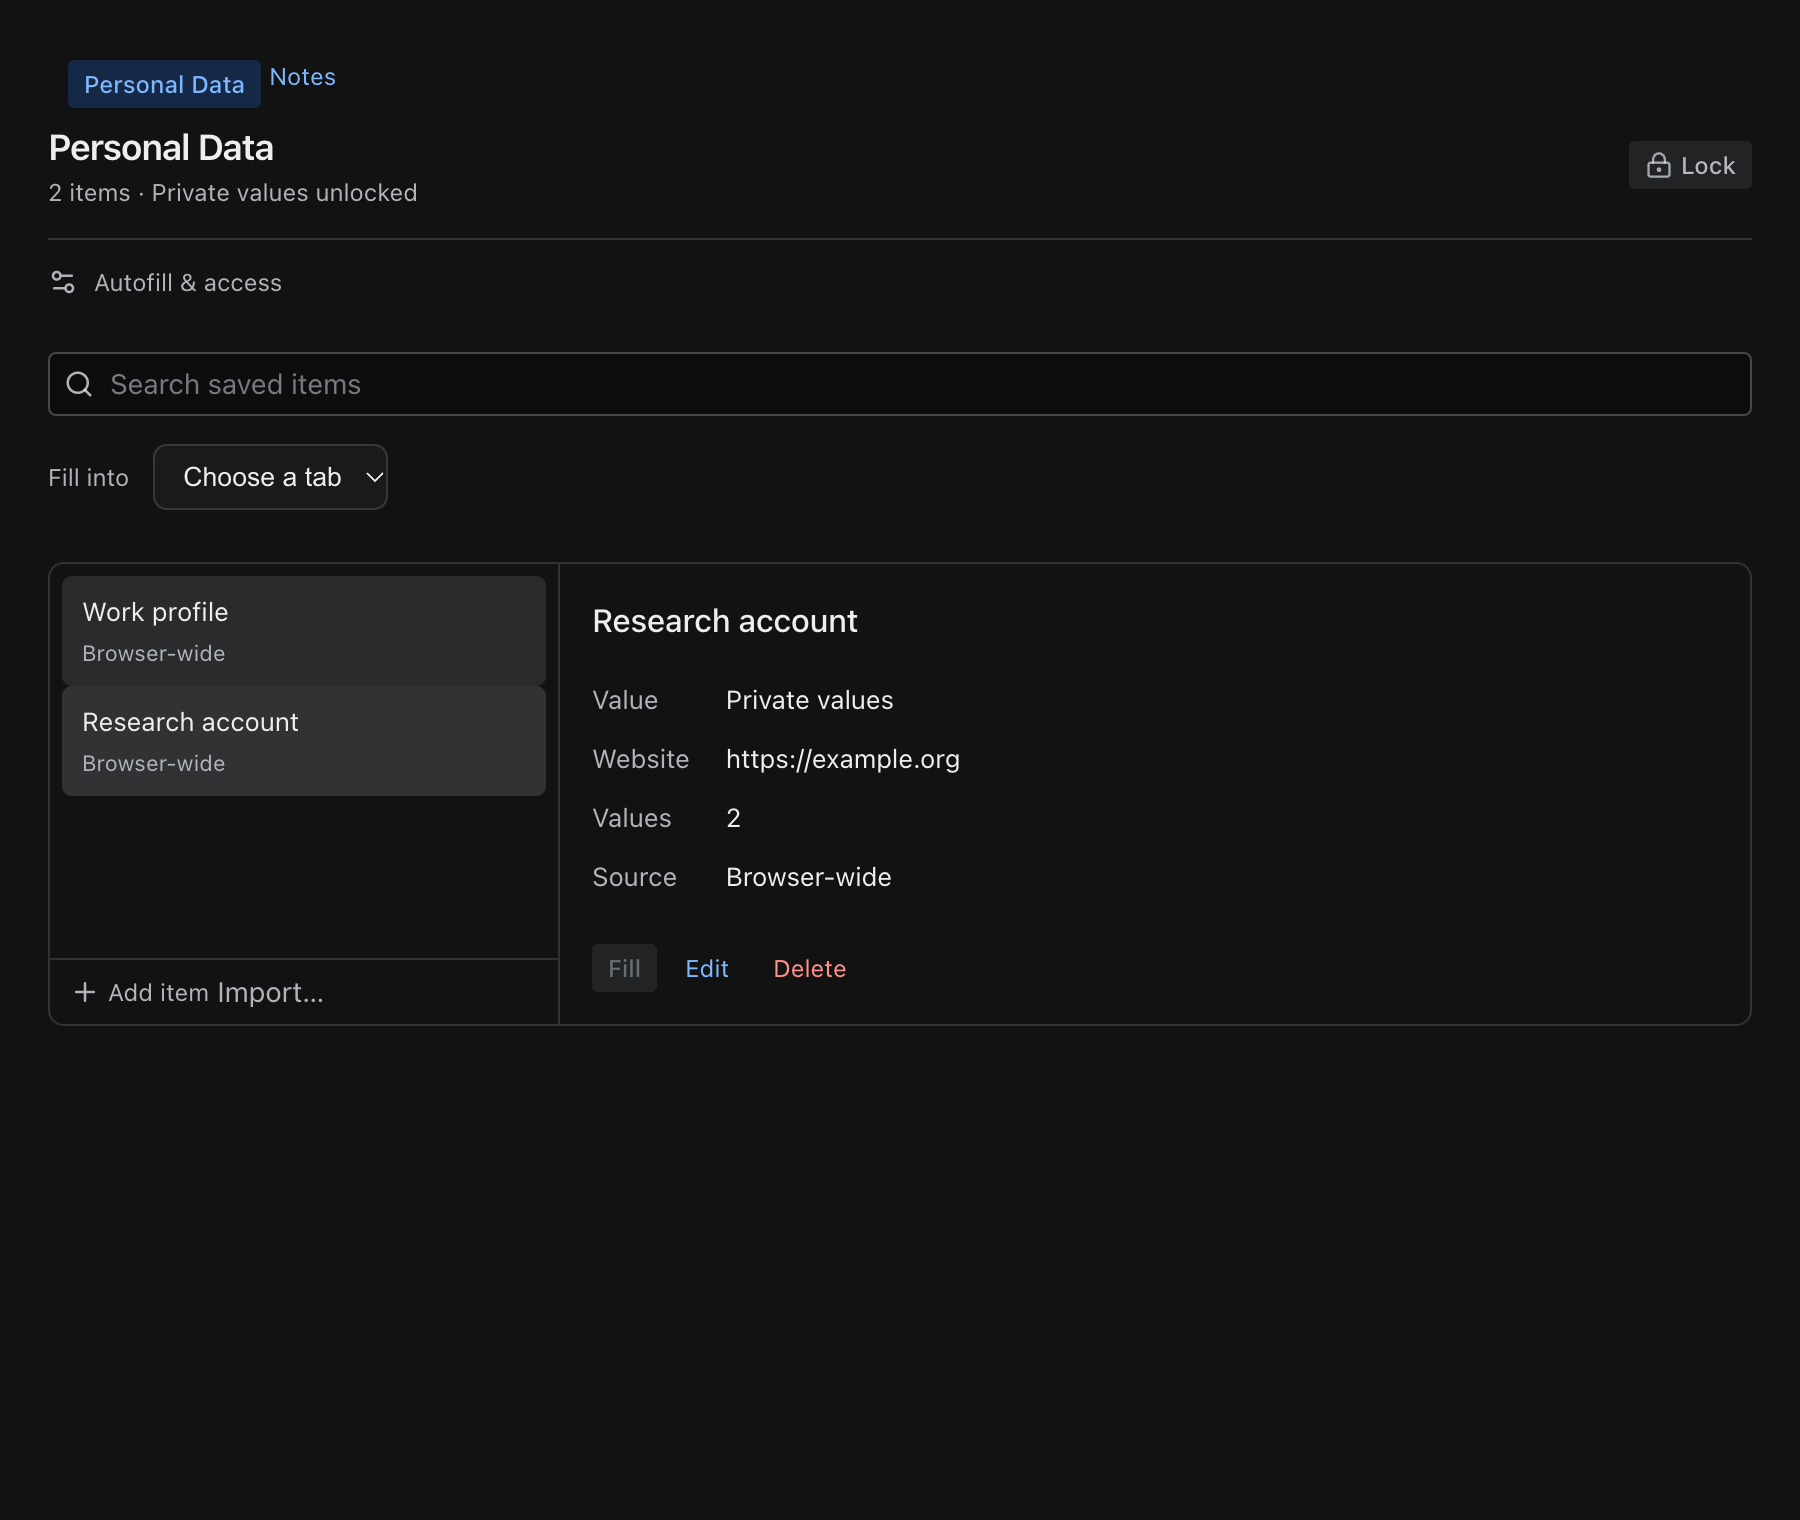 Personal Data Notes
Personal Data
2 items · Private values unlocked
Lock
Autofill & access
Search saved items
Fill into Choose a tab
Work profile
Browser-wide
Research account
Browser-wide
Add item Import...
Research account
Value Private values
Website https://example.org
Values 2
Source Browser-wide
Fill Edit Delete